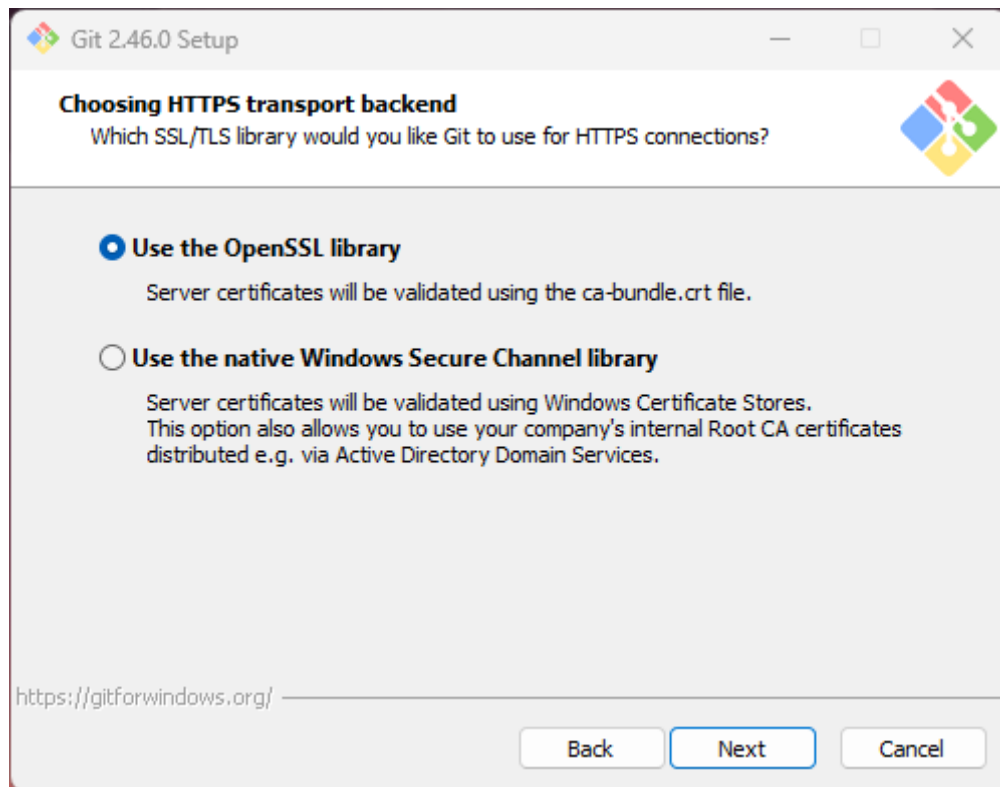 Git 2.46.0 Setup
Choosing HTTPS transport backend
Which SSL/TLS library would you like Git to use for HTTPS connections?
Use the OpenSSL library
Server certificates will be validated using the ca-bundle.crt file.
Use the native Windows Secure Channel library
Server certificates will be validated using Windows Certificate Stores.
This option also allows you to use your company's internal Root CA certificates
distributed e.g. via Active Directory Domain Services.
https://gitforwindows.org/
Back Next Cancel